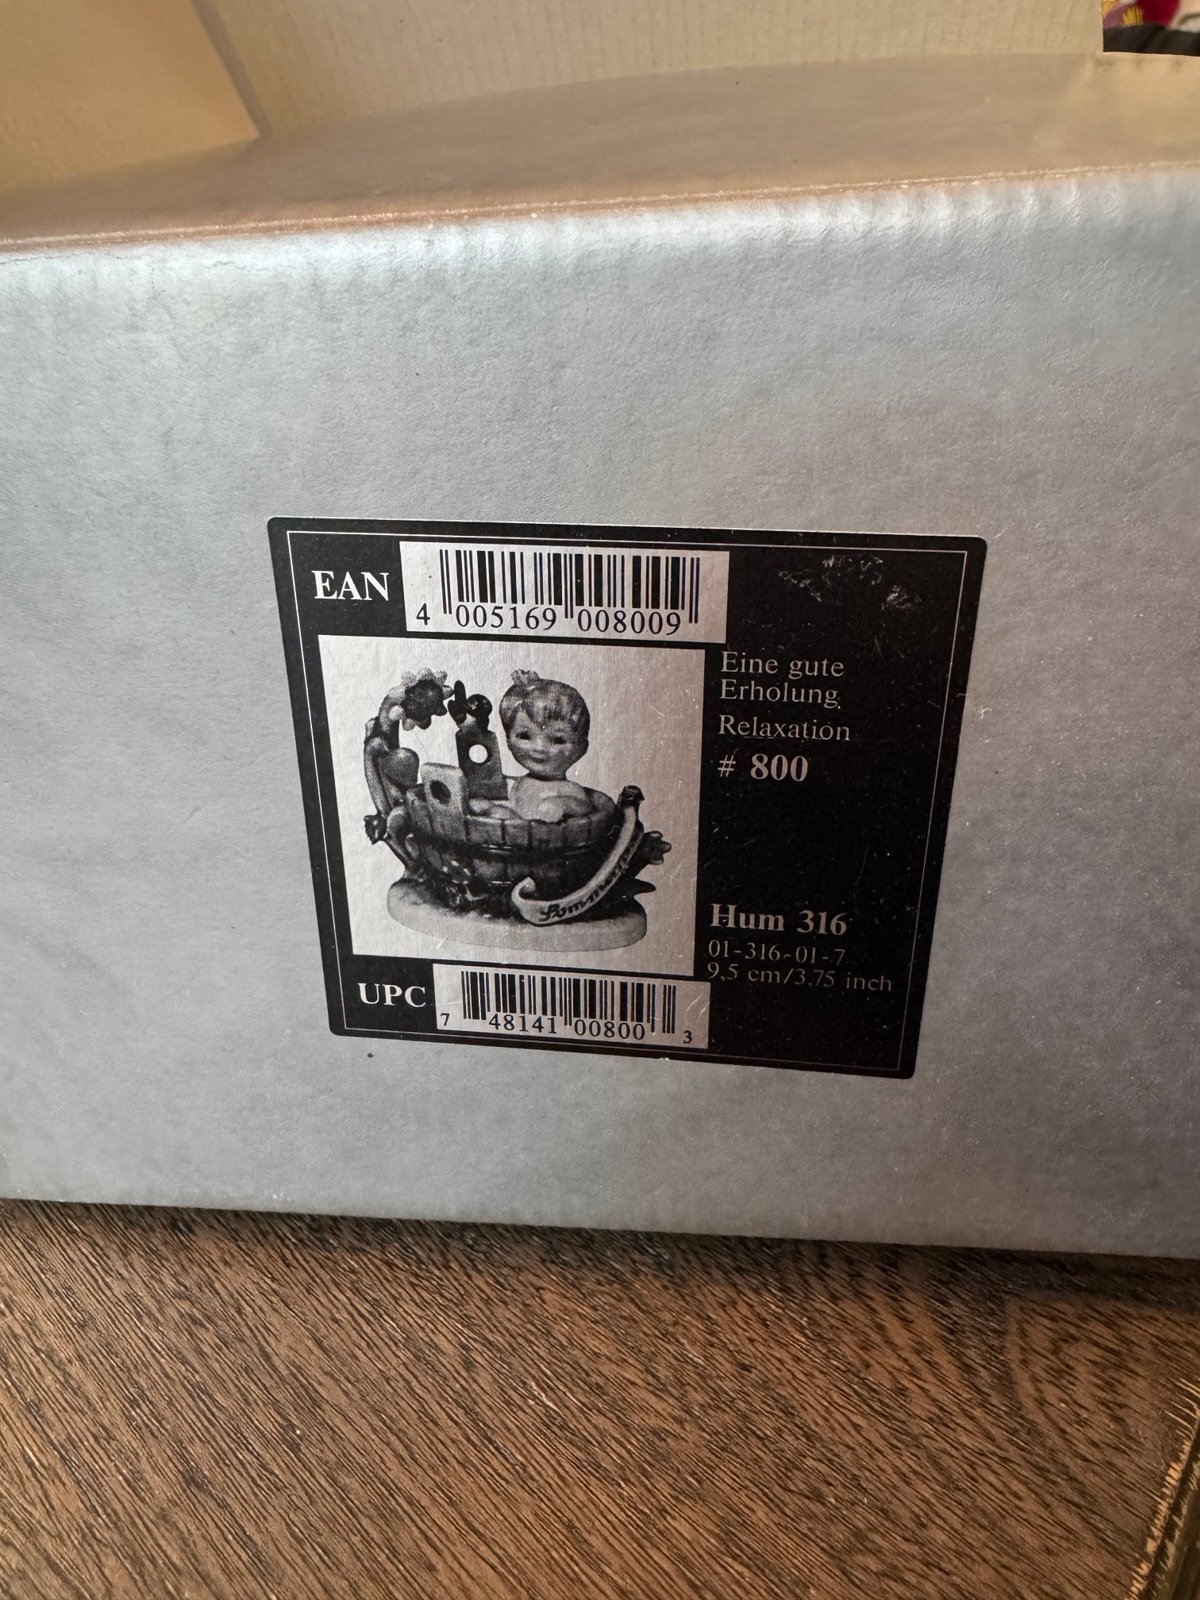 EAN
4 005169 008009
Eine gute
Erholung
Relaxation
# 800
Hum 316
01-316-01-7
9,5 cm/3.75 inch
UPC
7 48141 00800 3